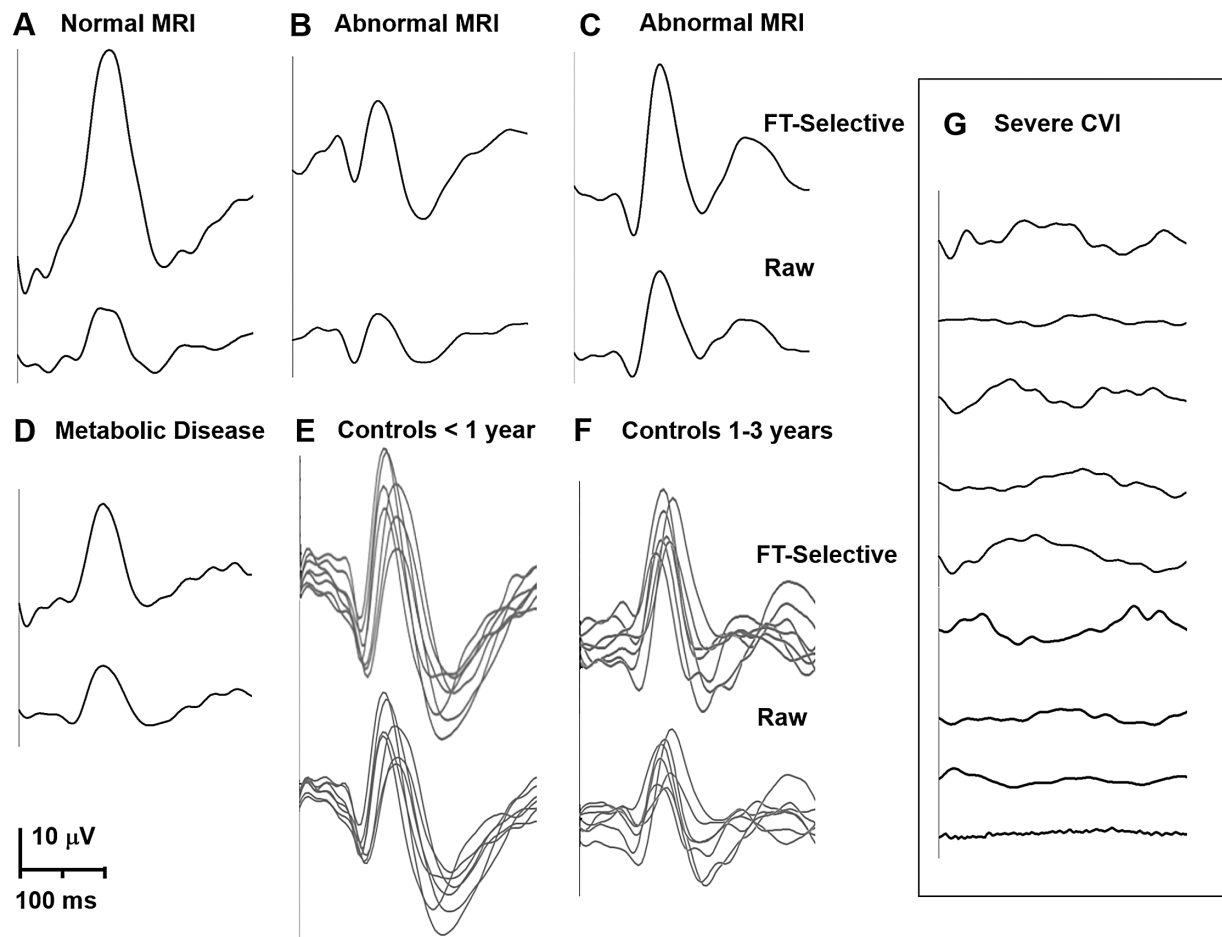 A Normal MRI
B Abnormal MRI
C Abnormal MRI
FT-Selective
Raw
G Severe CVI
D Metabolic Disease
E Controls < 1 year
F Controls 1-3 years
FT-Selective
Raw
10 μV
100 ms